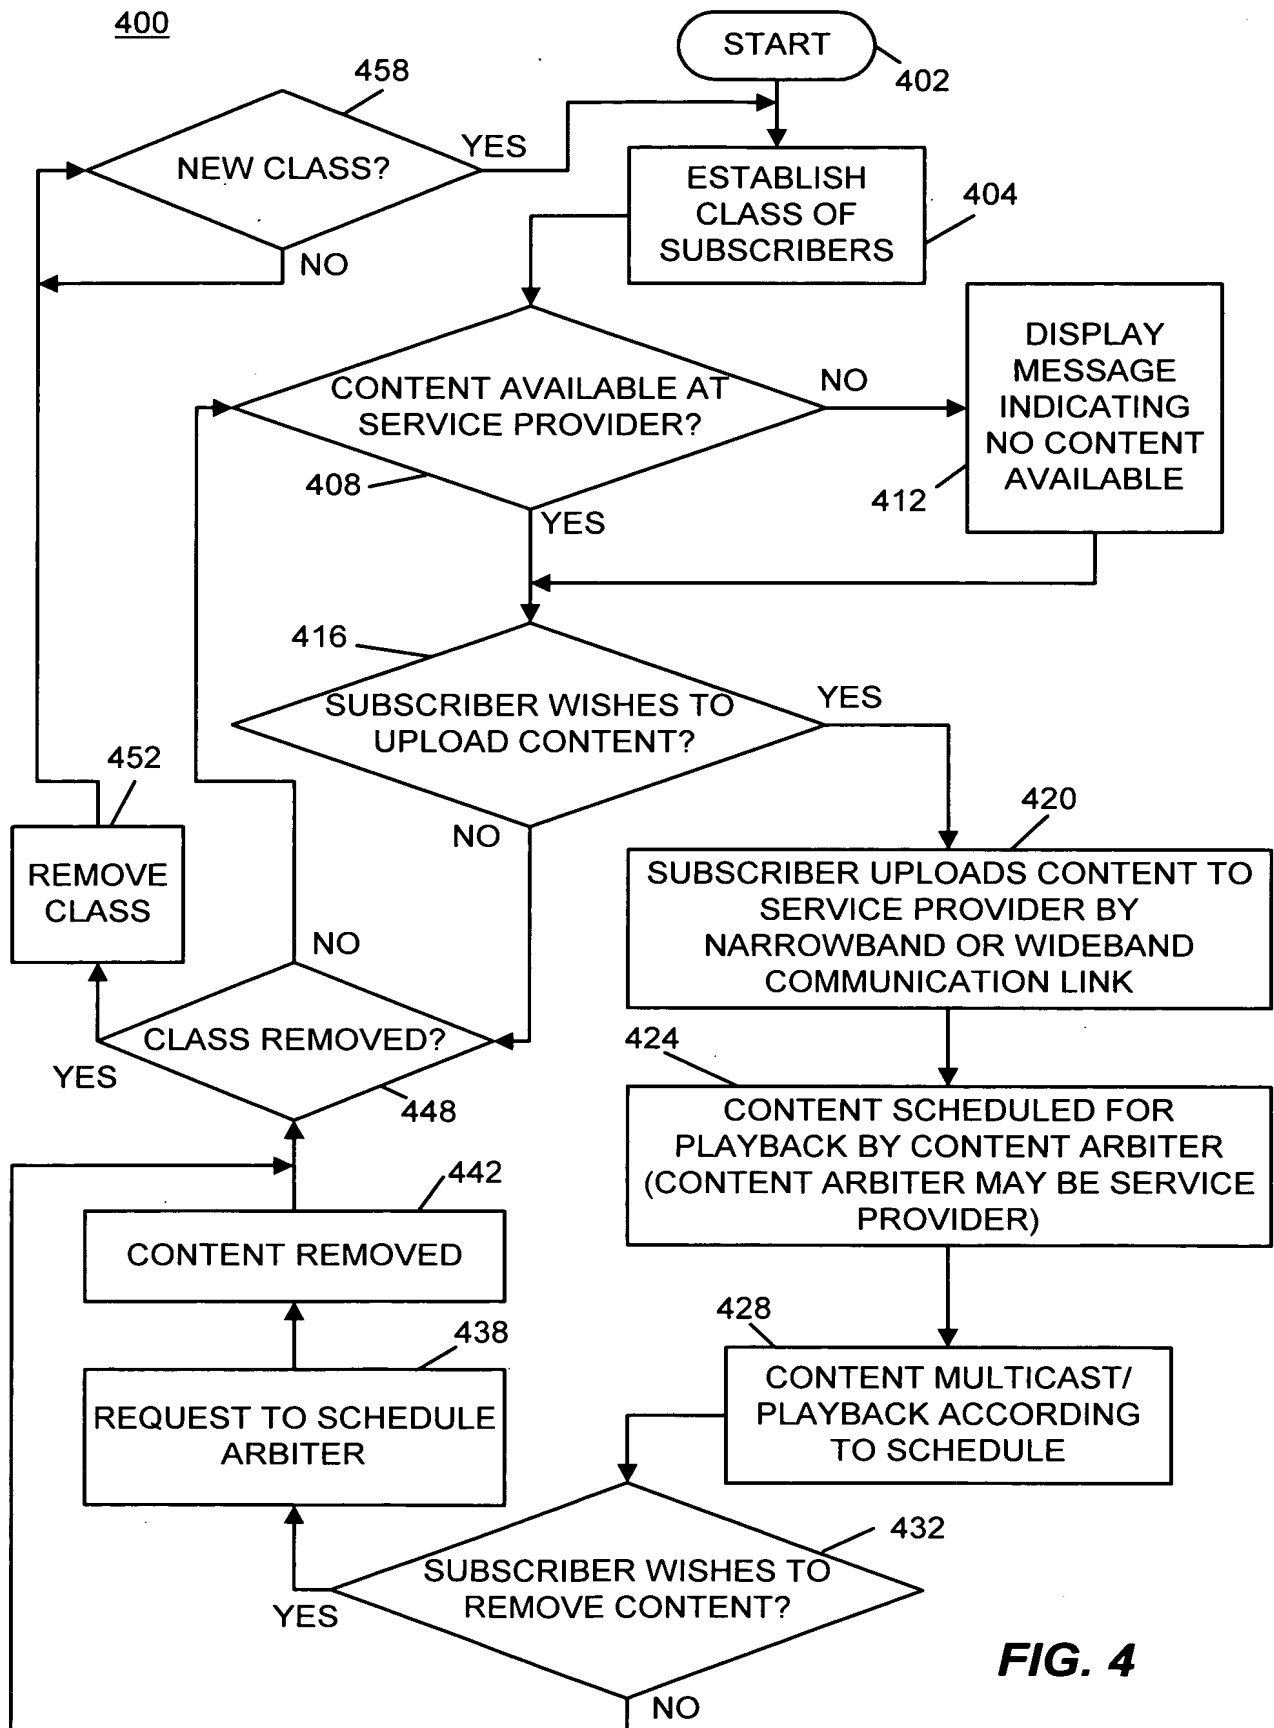 400
START
402
458
NEW CLASS?
YES
NO
ESTABLISH
CLASS OF
SUBSCRIBERS
404
CONTENT AVAILABLE AT
SERVICE PROVIDER?
408
NO
YES
DISPLAY
MESSAGE
INDICATING
NO CONTENT
AVAILABLE
412
416
SUBSCRIBER WISHES TO
UPLOAD CONTENT?
YES
NO
452
REMOVE
CLASS
420
SUBSCRIBER UPLOADS CONTENT TO
SERVICE PROVIDER BY
NARROWBAND OR WIDEBAND
COMMUNICATION LINK
NO
CLASS REMOVED?
YES
448
424
CONTENT SCHEDULED FOR
PLAYBACK BY CONTENT ARBITER
(CONTENT ARBITER MAY BE SERVICE
PROVIDER)
442
CONTENT REMOVED
438
REQUEST TO SCHEDULE
ARBITER
428
CONTENT MULTICAST/
PLAYBACK ACCORDING
TO SCHEDULE
432
SUBSCRIBER WISHES TO
REMOVE CONTENT?
YES
NO
FIG. 4